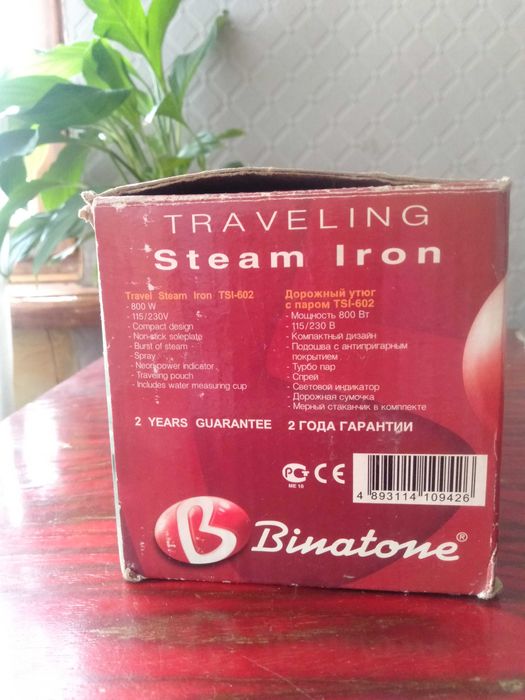 TRAVELING
Steam Iron
Travel Steam Iron TSI-602
- 800 W
- 115/230V
- Compact design
- Non-stick soleplate
- Burst of steam
- Spray
- Neon power indicator
- Traveling pouch
- Includes water measuring cup
2 YEARS GUARANTEE
Дорожный утюг
с паром TSI-602
- Мощность 800 Вт
- 115/230 В
- Компактный дизайн
- Подошва с антипригарным
покрытием
- Турбо пар
- Спрей
- Световой индикатор
- Дорожная сумочка
- Мерный стаканчик в комплекте
2 ГОДА ГАРАНТИИ
РСТ CE
ME 10
4 893114 109426
B Binatone®